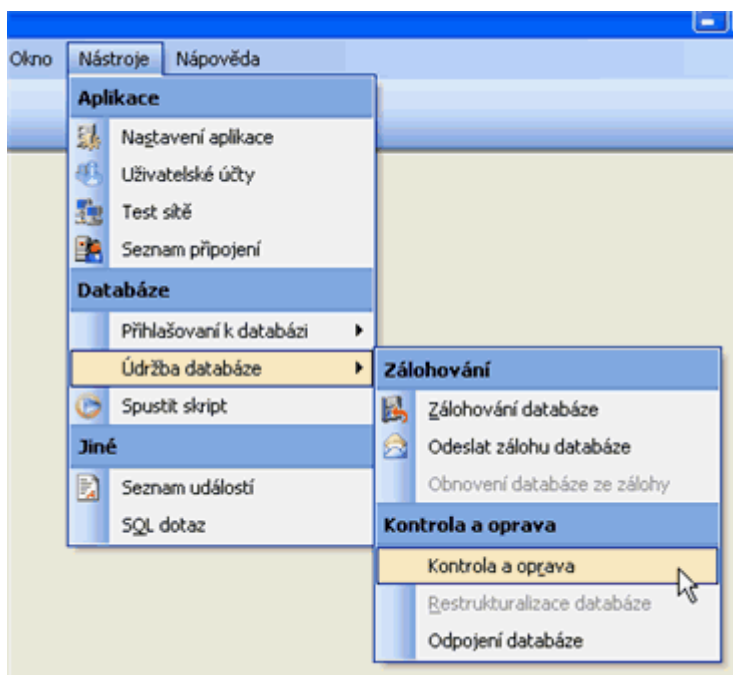 Okno Nástroje Nápověda
Aplikace
Nastavení aplikace
Uživatelské účty
Test sítě
Seznam připojení
Databáze
Přihlašovaní k databázi
Údržba databáze
Spustit skript
Jiné
Seznam událostí
SQL dotaz
Zálohování
Zálohování databáze
Odeslat zálohu databáze
Obnovení databáze ze zálohy
Kontrola a oprava
Kontrola a oprava
Restrukturalizace databáze
Odpojení databáze